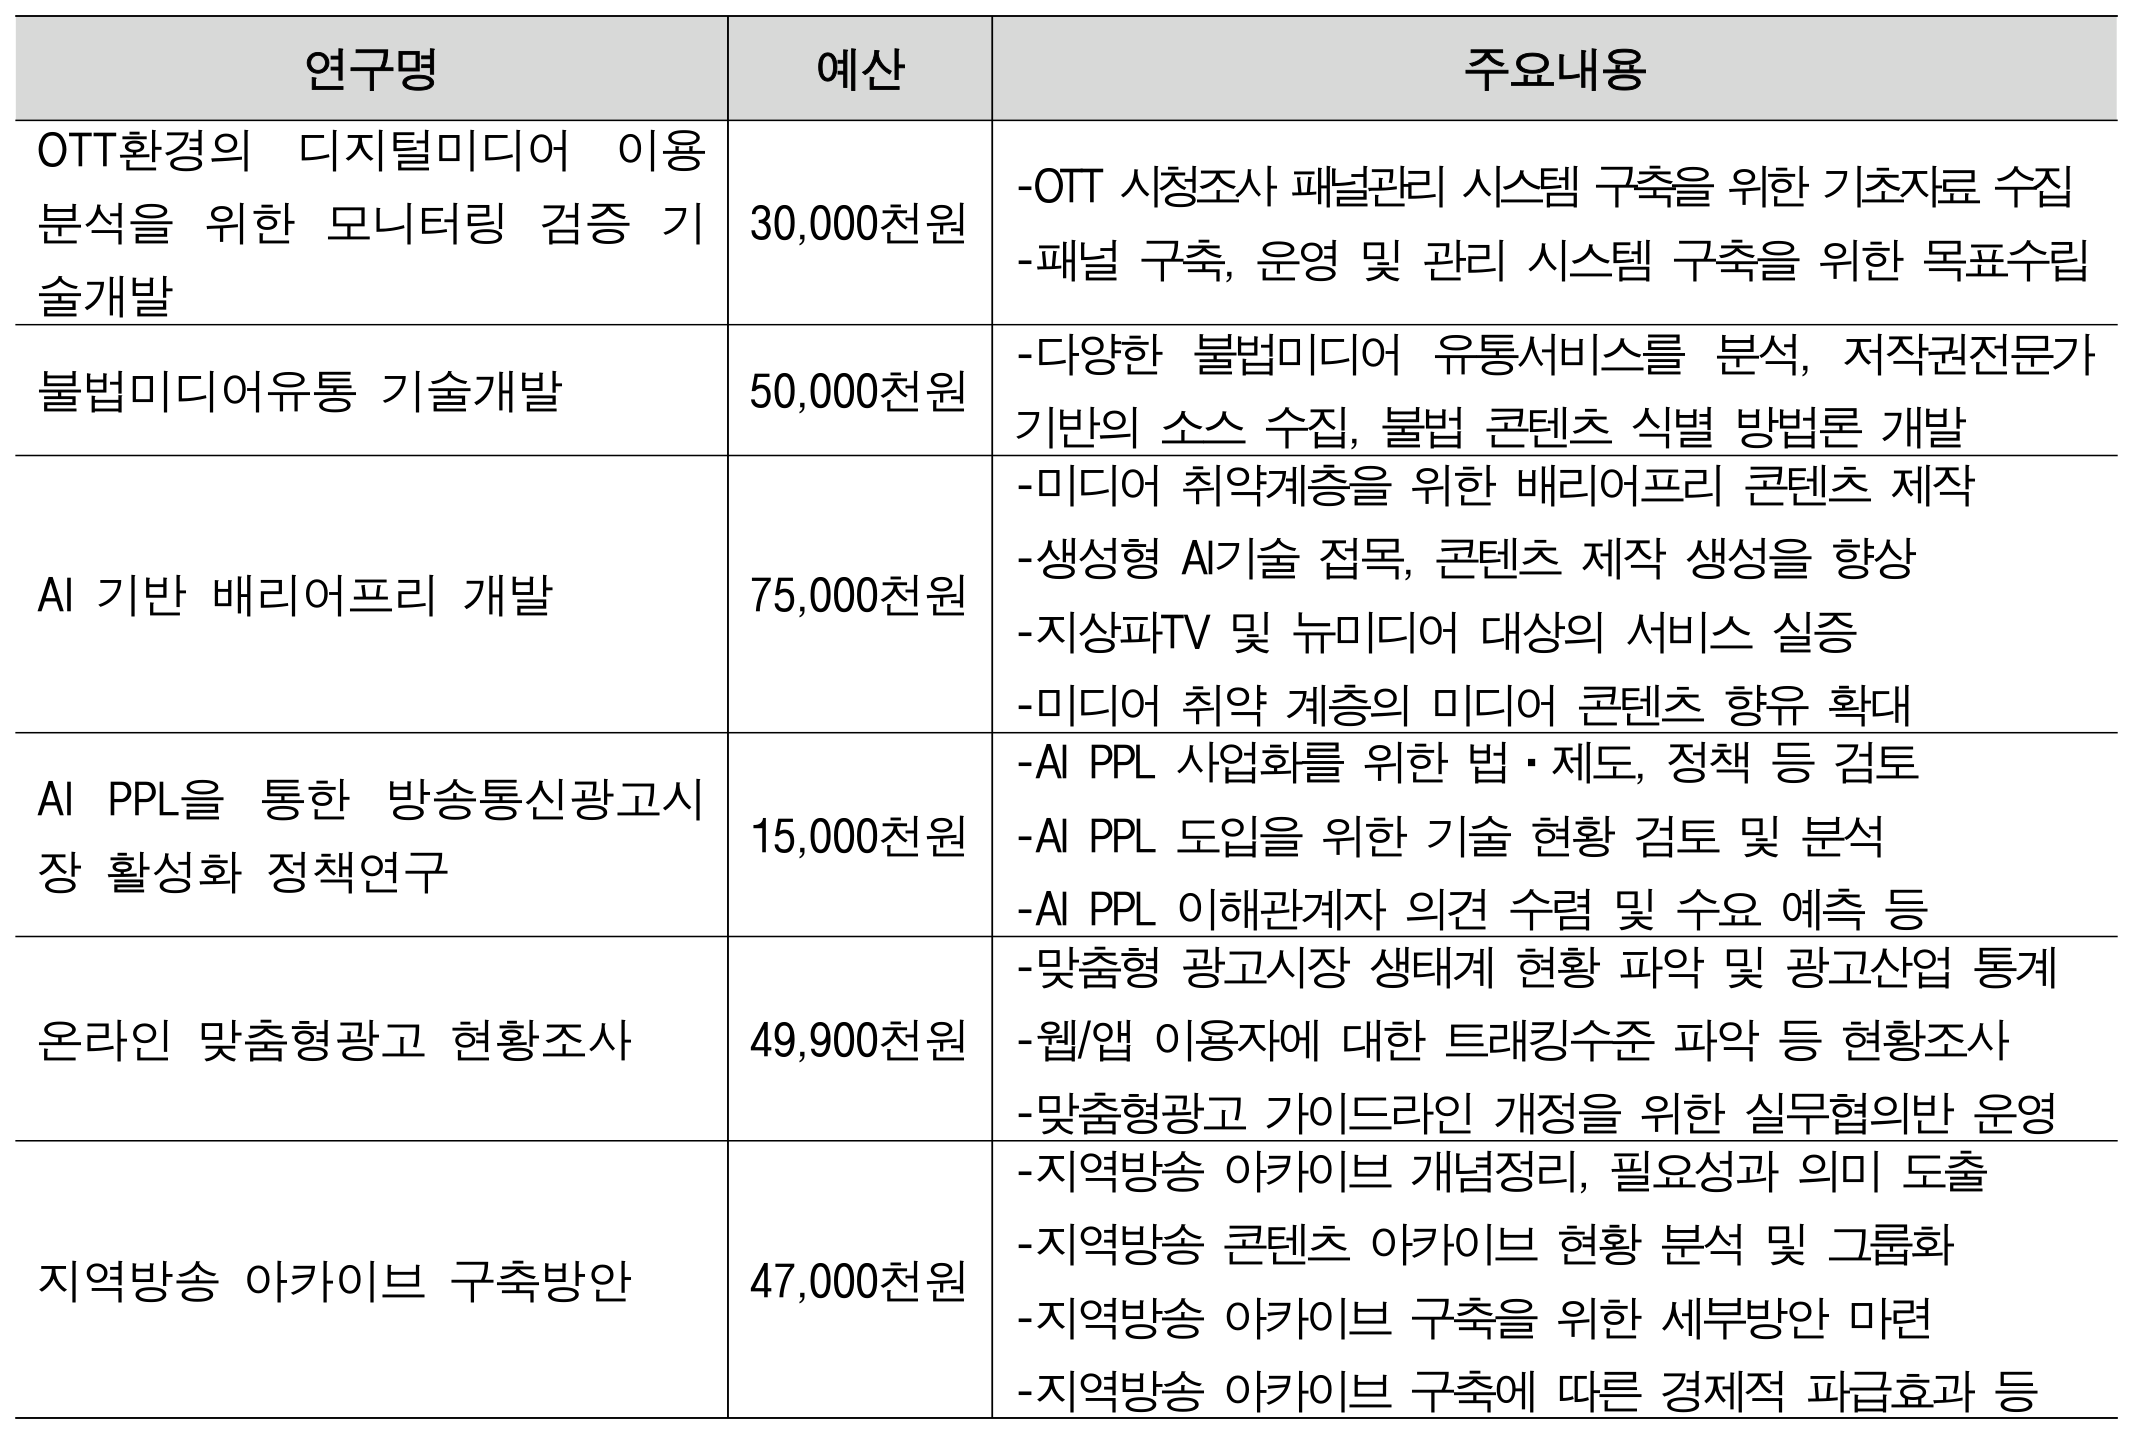 연구명 예산 주요내용
OTT환경의 디지털미디어 이용
분석을 위한 모니터링 검증 기
술개발
30,000천원
-OTT 시청조사 패널관리 시스템 구축을 위한 기초자료 수집
-패널 구축, 운영 및 관리 시스템 구축을 위한 목표수립
불법미디어유통 기술개발
50,000천원
-다양한 불법미디어 유통서비스를 분석, 저작권전문가
기반의 소스 수집, 불법 콘텐츠 식별 방법론 개발
AI 기반 배리어프리 개발
75,000천원
-미디어 취약계층을 위한 배리어프리 콘텐츠 제작
-생성형 AI기술 접목, 콘텐츠 제작 생성을 향상
-지상파TV 및 뉴미디어 대상의 서비스 실증
-미디어 취약 계층의 미디어 콘텐츠 향유 확대
AI PPL을 통한 방송통신광고시
장 활성화 정책연구
15,000천원
-AI PPL 사업화를 위한 법·제도, 정책 등 검토
-AI PPL 도입을 위한 기술 현황 검토 및 분석
-AI PPL 이해관계자 의견 수렴 및 수요 예측 등
온라인 맞춤형광고 현황조사
49,900천원
-맞춤형 광고시장 생태계 현황 파악 및 광고산업 통계
-웹/앱 이용자에 대한 트래킹수준 파악 등 현황조사
-맞춤형광고 가이드라인 개정을 위한 실무협의반 운영
지역방송 아카이브 구축방안
47,000천원
-지역방송 아카이브 개념정리, 필요성과 의미 도출
-지역방송 콘텐츠 아카이브 현황 분석 및 그룹화
-지역방송 아카이브 구축을 위한 세부방안 마련
-지역방송 아카이브 구축에 따른 경제적 파급효과 등